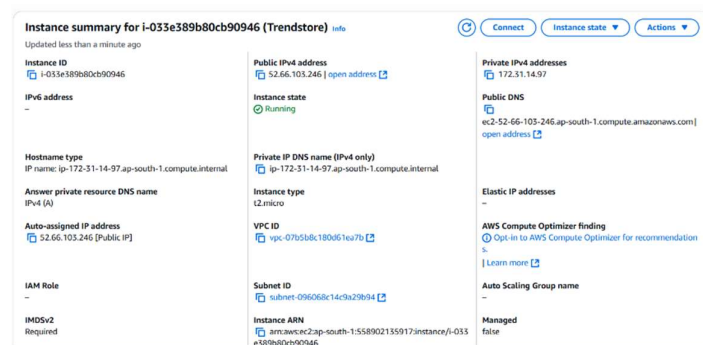 Instance summary for i-033e389b80cb90946 (Trendstore) Info
Connect
Instance state
Actions
Updated less than a minute ago
Instance ID
i-033e389b80cb90946
Public IPv4 address
52.66.103.246 | open address
Private IPv4 addresses
172.31.14.97
IPv6 address
–
Instance state
Running
Public DNS
ec2-52-66-103-246.ap-south-1.compute.amazonaws.com |
open address
Hostname type
IP name: ip-172-31-14-97.ap-south-1.compute.internal
Private IP DNS name (IPv4 only)
ip-172-31-14-97.ap-south-1.compute.internal
Answer private resource DNS name
IPv4 (A)
Instance type
t2.micro
Elastic IP addresses
–
Auto-assigned IP address
52.66.103.246 [Public IP]
VPC ID
vpc-07b5b8c180d61ea7b
AWS Compute Optimizer finding
Opt-in to AWS Compute Optimizer for recommendation
s.
| Learn more
IAM Role
–
Subnet ID
subnet-096068c14c9a29b94
Auto Scaling Group name
–
IMDSv2
Required
Instance ARN
arn:aws:ec2:ap-south-1:558902135917:instance/i-033
e389b80cb90946
Managed
false